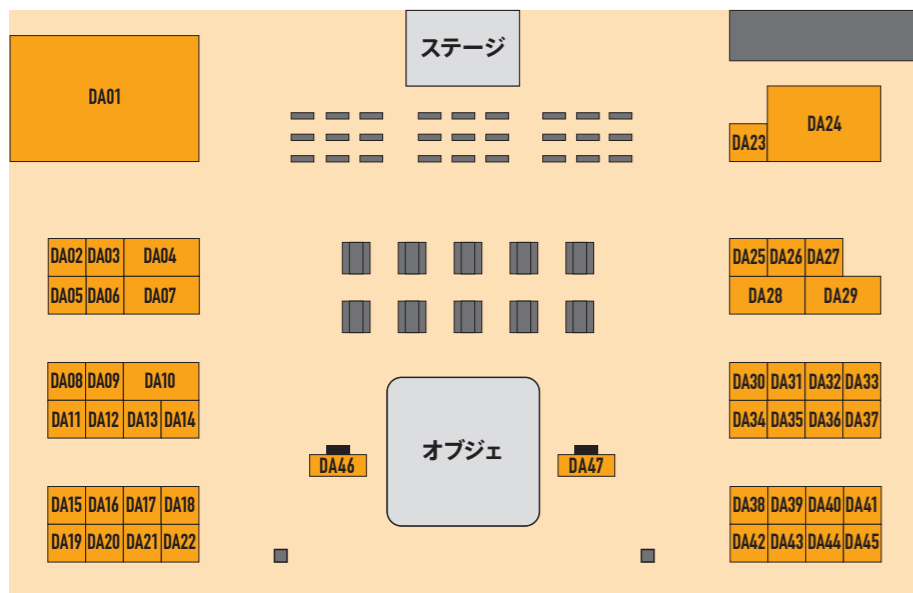 ステージ
DA01
DA24
DA23
DA02 DA03 DA04
DA05 DA06 DA07
DA25 DA26 DA27
DA28 DA29
DA08 DA09 DA10
DA11 DA12 DA13 DA14
DA30 DA31 DA32 DA33
DA34 DA35 DA36 DA37
オブジェ
DA46
DA47
DA15 DA16 DA17 DA18
DA19 DA20 DA21 DA22
DA38 DA39 DA40 DA41
DA42 DA43 DA44 DA45